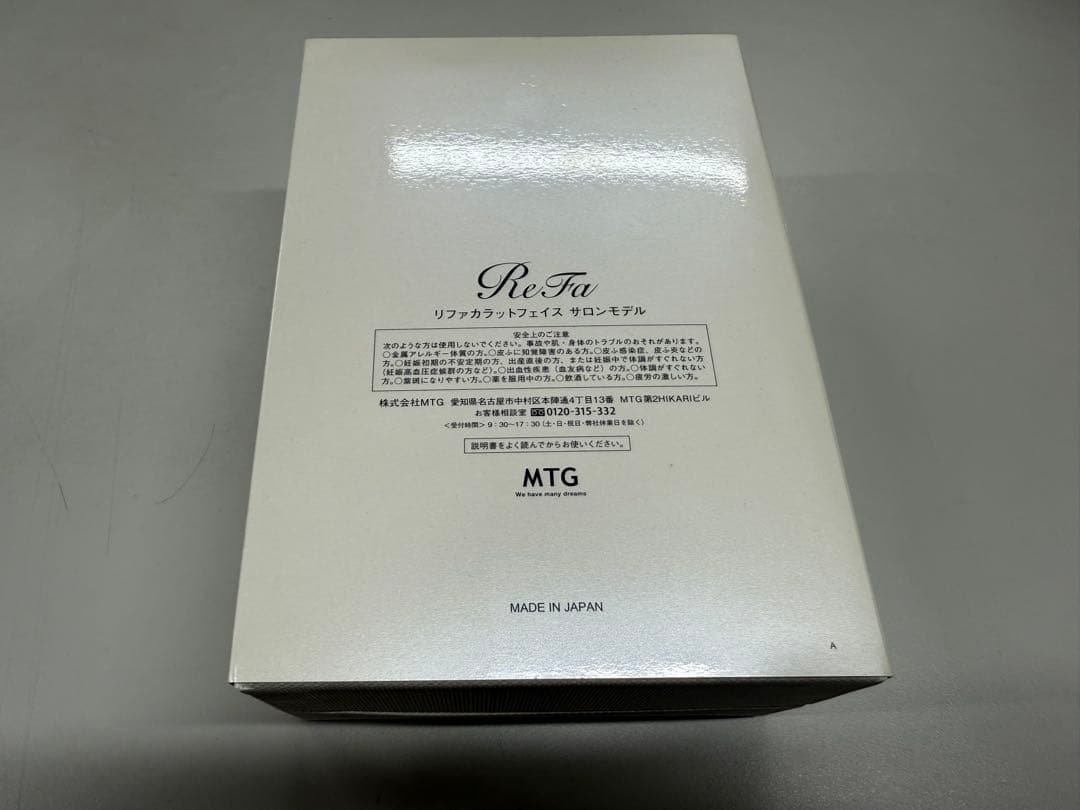 ReFa
リファカラットフェイス サロンモデル
安全上のご注意
次のような方は使用しないでください。事故や肌・身体のトラブルのおそれがあります。
○金属アレルギー体質の方。○皮ふに知覚障害のある方。○皮ふ感染症、皮ふ炎などの
方。○妊娠初期の不安定期の方、出産直後の方、または妊娠中で体調がすぐれない方
(妊娠高血圧症候群の方など)。○出血性疾患(血友病など)の方。○体調がすぐれない
方。○薬斑になりやすい方。○薬を服用中の方。○飲酒している方。○疲労の激しい方。
株式会社MTG 愛知県名古屋市中村区本陣通4丁目13番 MTG第2HIKARIビル
お客様相談室 0120-315-332
<受付時間> 9:30〜17:30 (土・日・祝日・弊社休業日を除く)
説明書をよく読んでからお使いください。
MTG
We have many dreams
MADE IN JAPAN
A